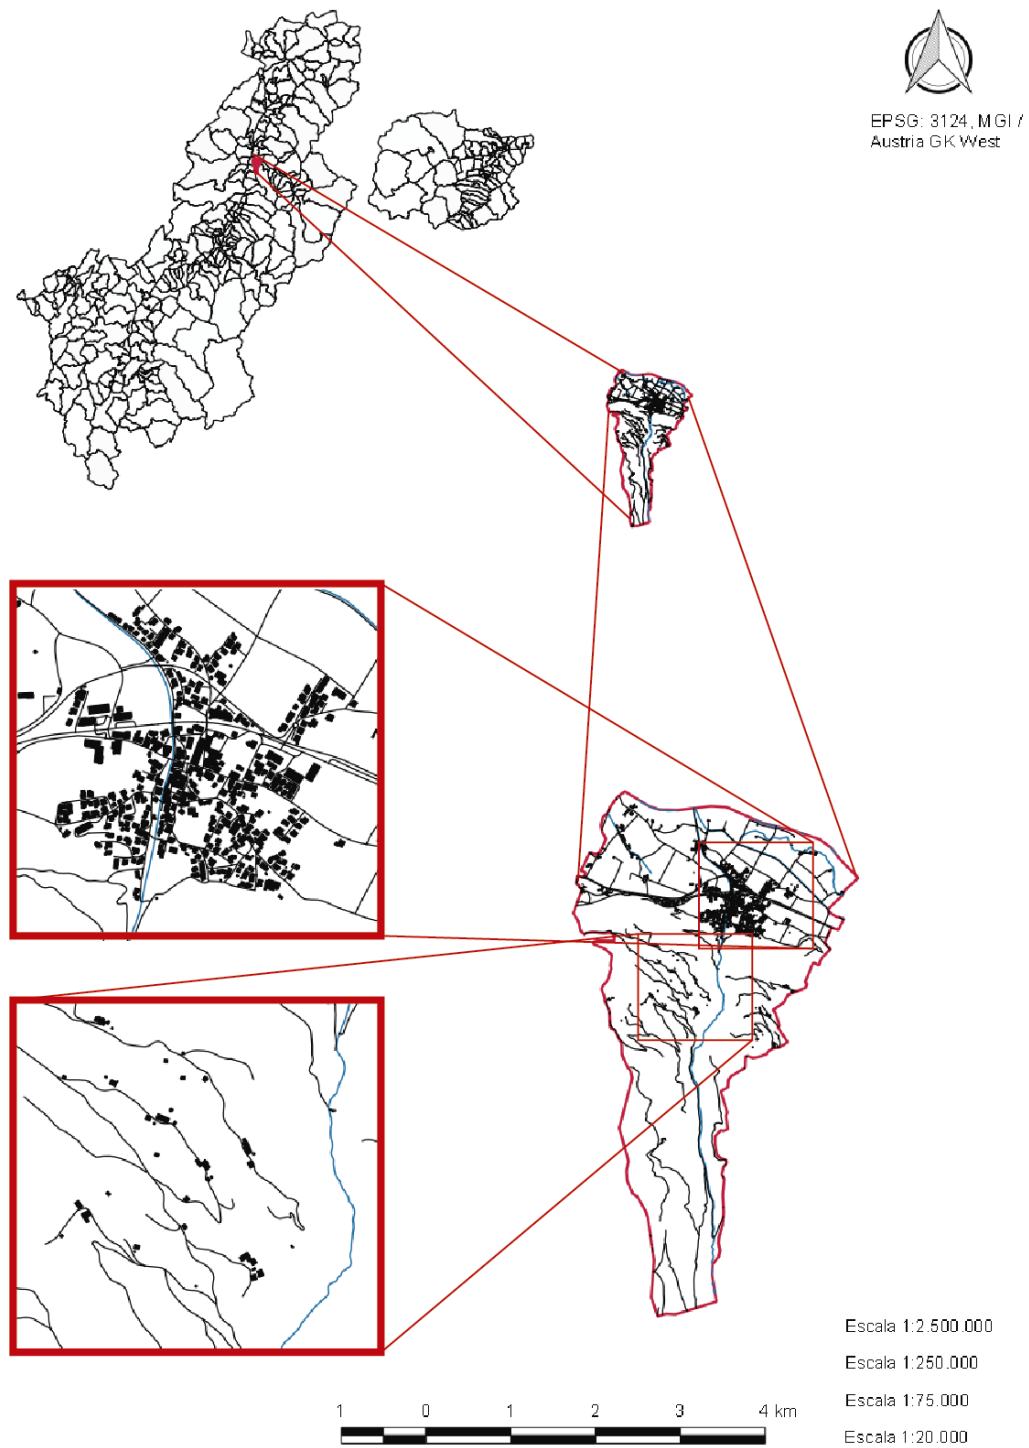 EPSG: 3124, MGI /
Austria GK West
Escala 1:2.500.000
Escala 1:250.000
Escala 1:75.000
Escala 1:20.000
1 0 1 2 3 4 km